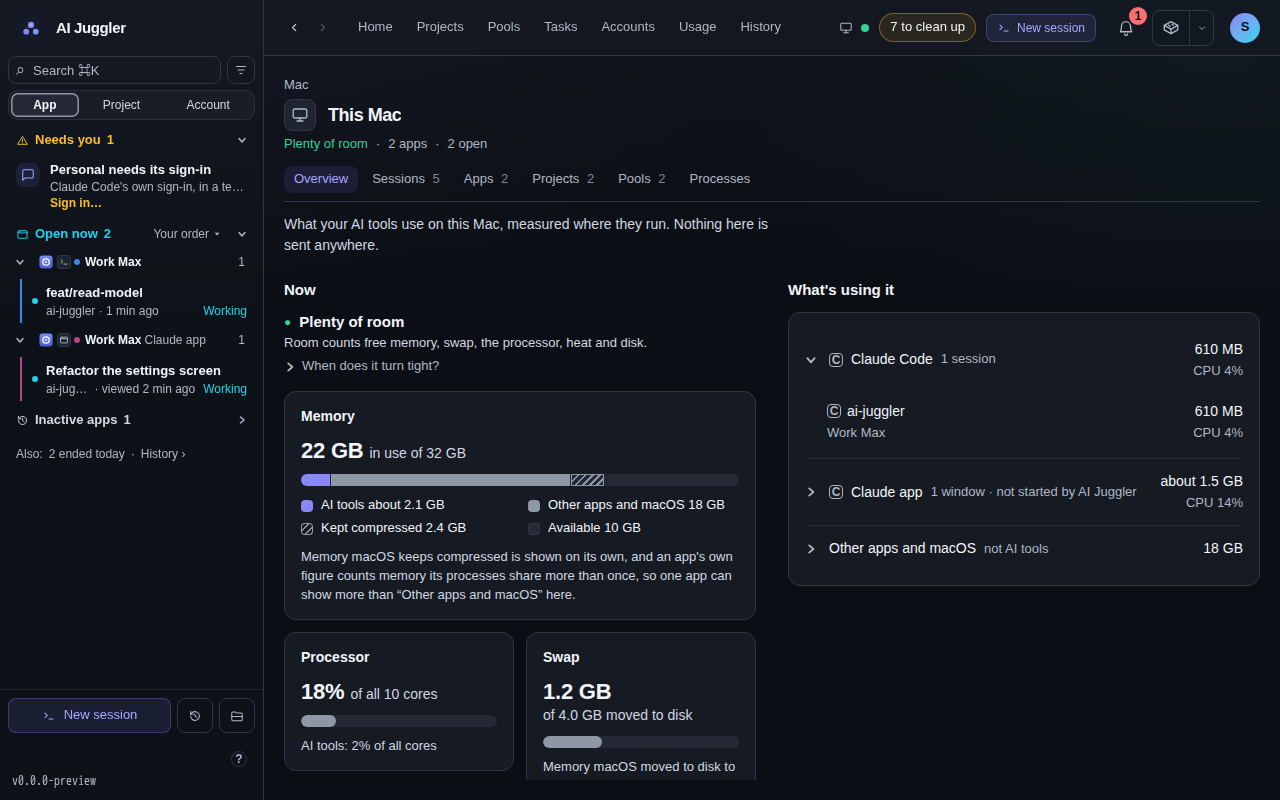 AI Juggler
Home Projects Pools Tasks Accounts Usage History
7 to clean up
New session
1
S
Search ⌘K
App Project Account
Needs you 1
Personal needs its sign-in
Claude Code's own sign-in, in a te…
Sign in…
Open now 2 Your order
Work Max 1
feat/read-model
ai-juggler · 1 min ago Working
Work Max Claude app 1
Refactor the settings screen
ai-jug… · viewed 2 min ago Working
Inactive apps 1
Also: 2 ended today · History ›
New session
?
v0.0.0-preview
Mac
This Mac
Plenty of room · 2 apps · 2 open
Overview Sessions 5 Apps 2 Projects 2 Pools 2 Processes
What your AI tools use on this Mac, measured where they run. Nothing here is
sent anywhere.
Now
Plenty of room
Room counts free memory, swap, the processor, heat and disk.
When does it turn tight?
Memory
22 GB in use of 32 GB
AI tools about 2.1 GB
Other apps and macOS 18 GB
Kept compressed 2.4 GB
Available 10 GB
Memory macOS keeps compressed is shown on its own, and an app's own
figure counts memory its processes share more than once, so one app can
show more than “Other apps and macOS” here.
Processor
18% of all 10 cores
AI tools: 2% of all cores
Swap
1.2 GB
of 4.0 GB moved to disk
Memory macOS moved to disk to
What's using it
C Claude Code 1 session 610 MB
CPU 4%
C ai-juggler 610 MB
Work Max CPU 4%
C Claude app 1 window · not started by AI Juggler about 1.5 GB
CPU 14%
Other apps and macOS not AI tools 18 GB